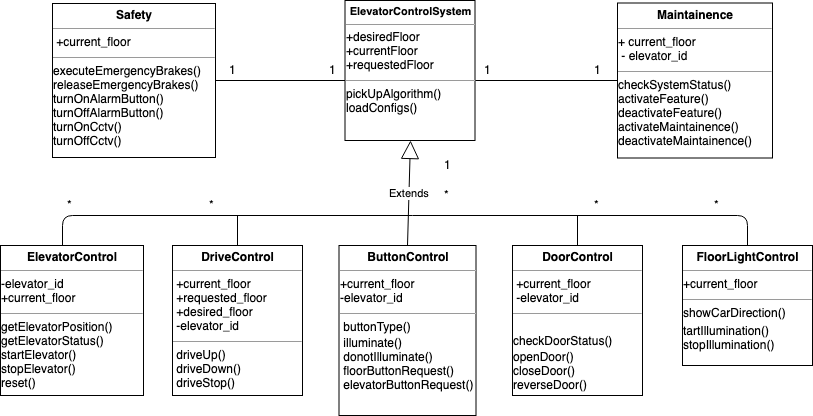 Safety
+current_floor
executeEmergencyBrakes()
releaseEmergencyBrakes()
turnOnAlarmButton()
turnOffAlarmButton()
turnOnCctv()
turnOffCctv()
1
1
ElevatorControlSystem
+desiredFloor
+currentFloor
+requestedFloor
pickUpAlgorithm()
loadConfigs()
1
1
Maintainence
+ current_floor
- elevator_id
checkSystemStatus()
activateFeature()
deactivateFeature()
activateMaintainence()
deactivateMaintainence()
1
Extends
*
*
*
*
*
ElevatorControl
-elevator_id
+current_floor
getElevatorPosition()
getElevatorStatus()
startElevator()
stopElevator()
reset()
DriveControl
+current_floor
+requested_floor
+desired_floor
-elevator_id
driveUp()
driveDown()
driveStop()
ButtonControl
+current_floor
-elevator_id
buttonType()
illuminate()
donotIlluminate()
floorButtonRequest()
elevatorButtonRequest()
DoorControl
+current_floor
-elevator_id
checkDoorStatus()
openDoor()
closeDoor()
reverseDoor()
FloorLightControl
+current_floor
showCarDirection()
tartIllumination()
stopIllumination()